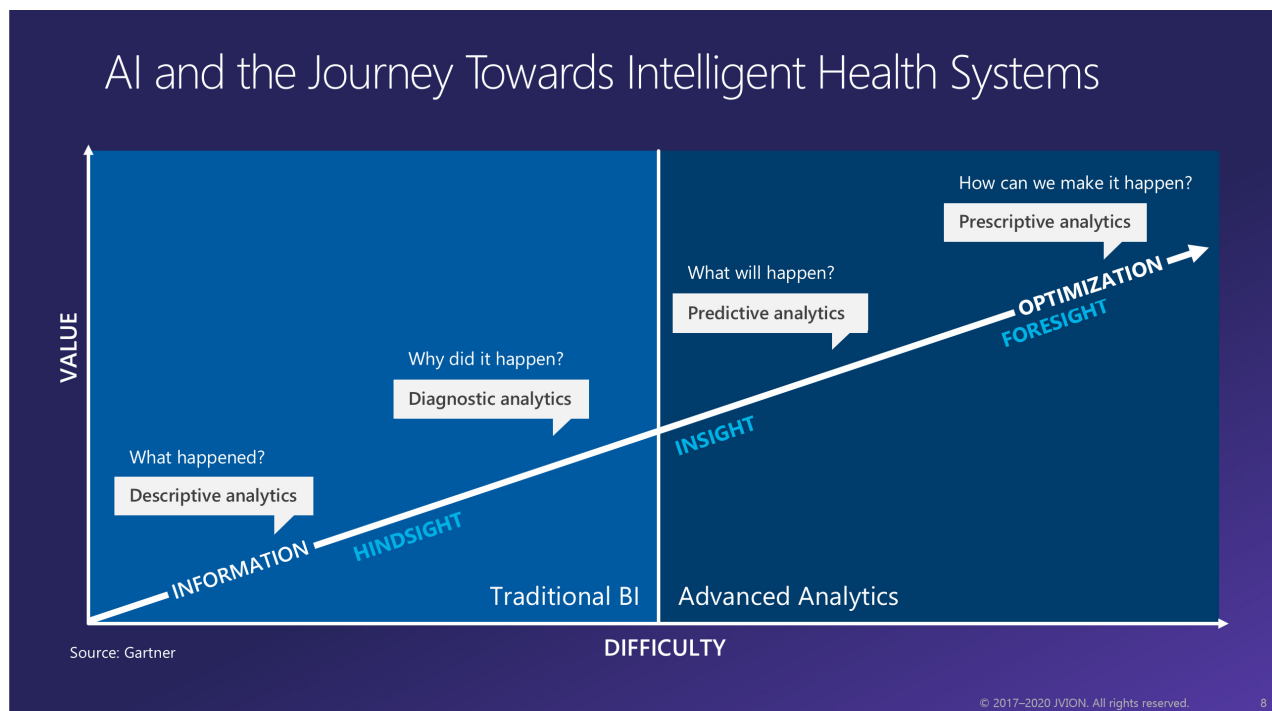 AI and the Journey Towards Intelligent Health Systems
How can we make it happen?
Prescriptive analytics
What will happen?
Predictive analytics
OPTIMIZATION
FORESIGHT
VALUE
Why did it happen?
Diagnostic analytics
INSIGHT
What happened?
Descriptive analytics
INFORMATION
HINDSIGHT
Traditional BI
Advanced Analytics
DIFFICULTY
Source: Gartner
© 2017–2020 JVION. All rights reserved.
8